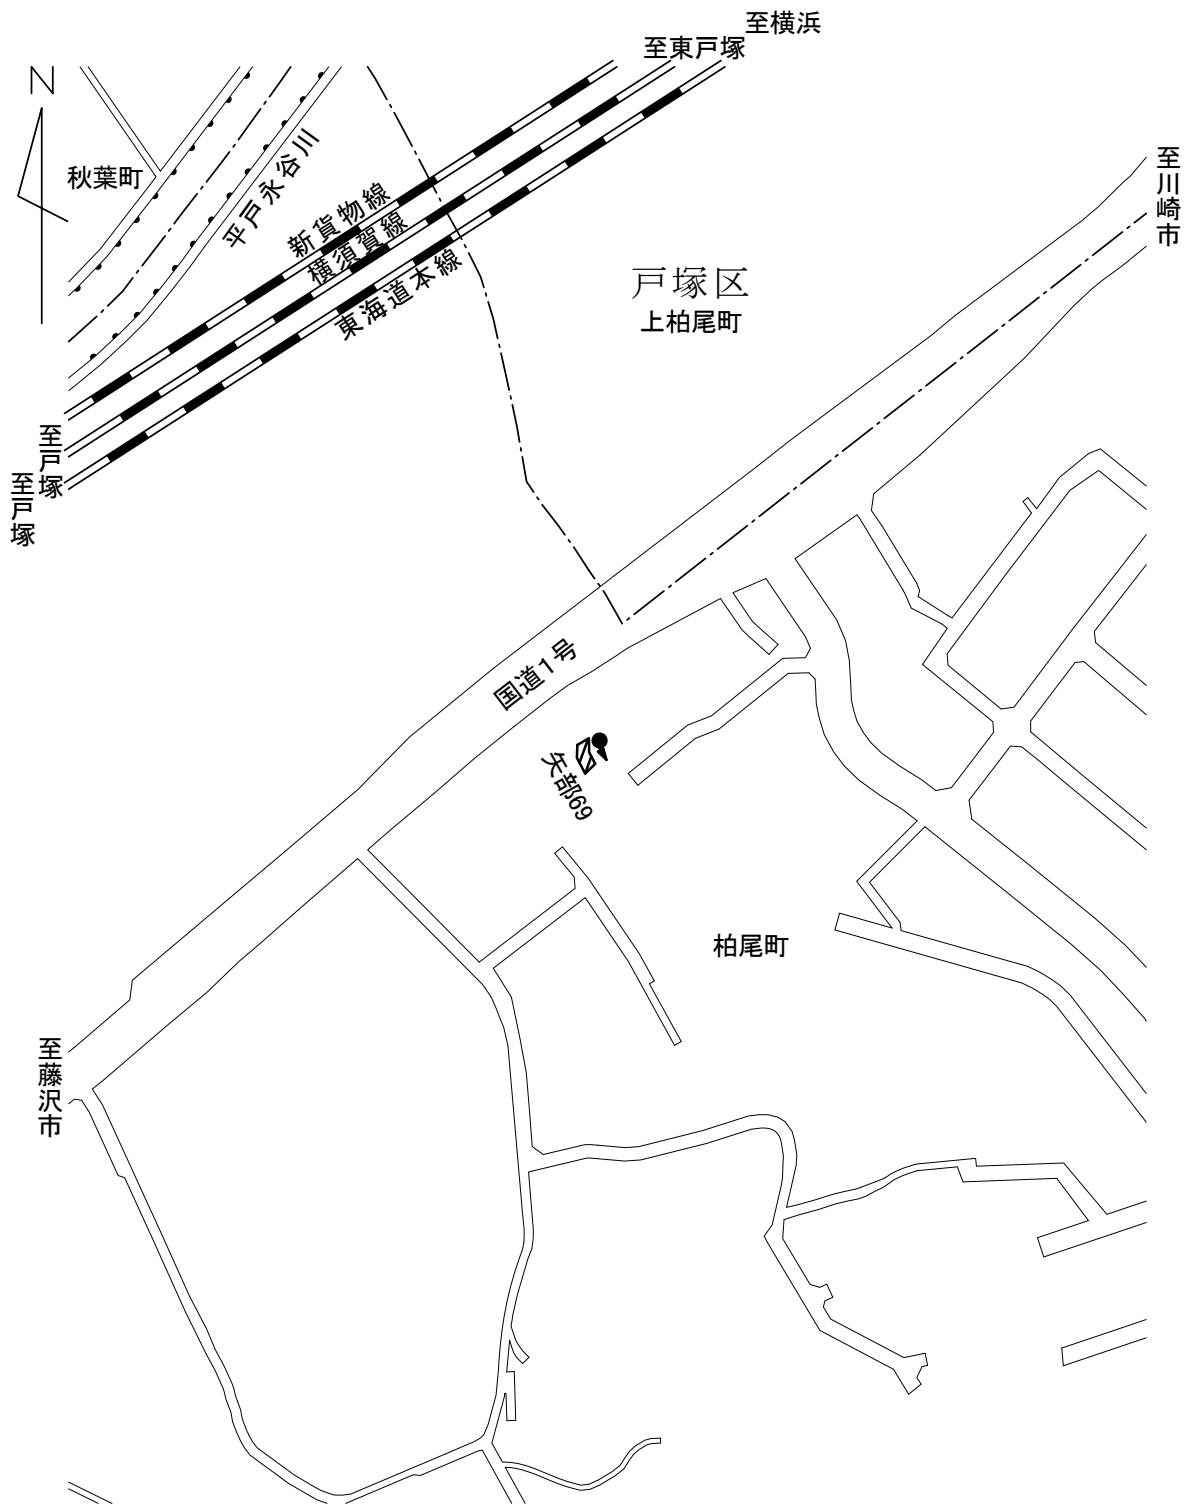 至横浜
至東戸塚
N
秋葉町
平戸永谷川
新貨物線
横須賀線
東海道本線
至川崎市
戸塚区
上柏尾町
至戸塚
至戸塚
国道1号
矢部69
柏尾町
至藤沢市